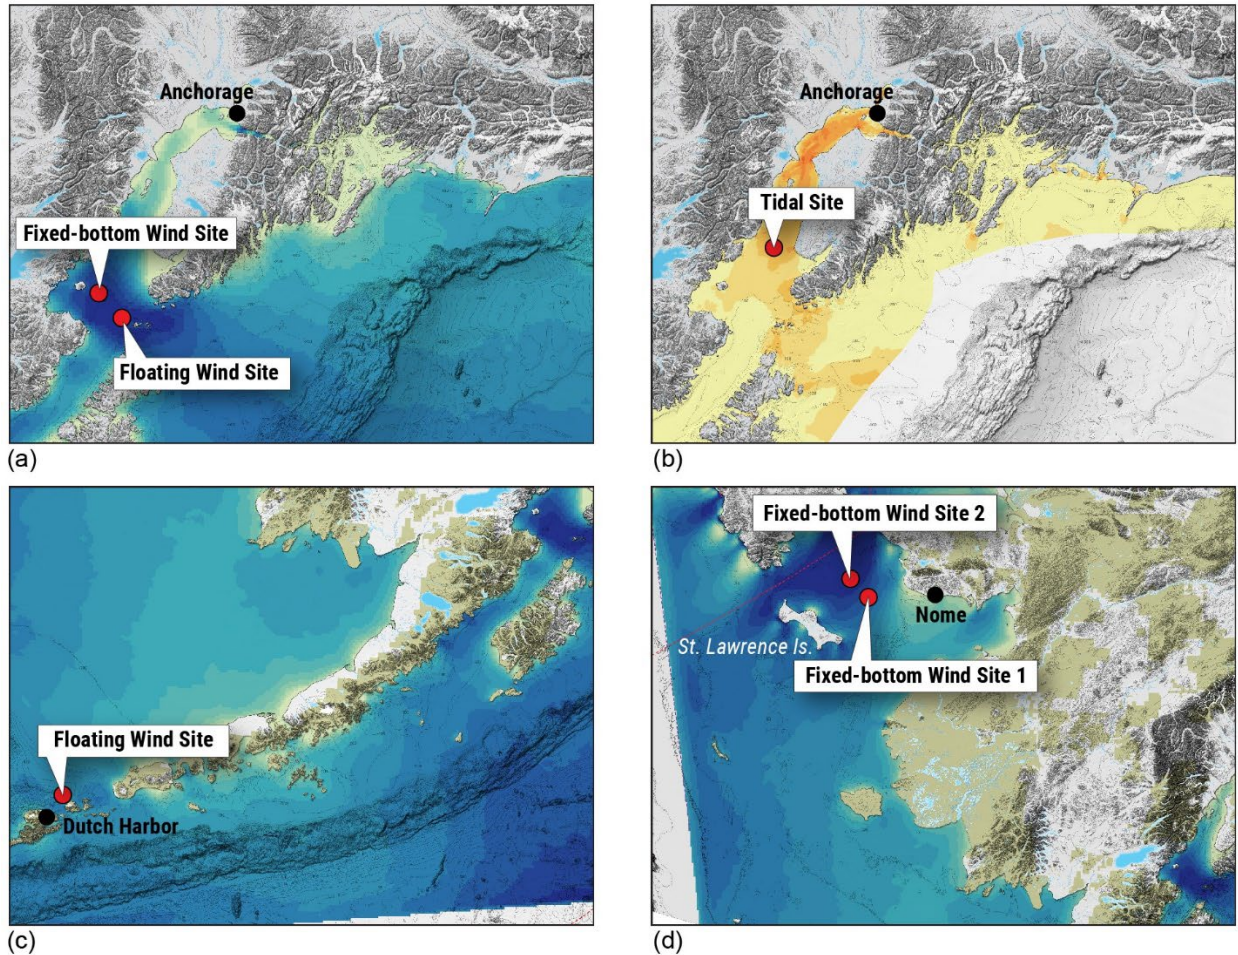 Anchorage
Fixed-bottom Wind Site
Floating Wind Site
(a)
Anchorage
Tidal Site
(b)
Floating Wind Site
Dutch Harbor
(c)
Fixed-bottom Wind Site 2
Nome
St. Lawrence Is.
Fixed-bottom Wind Site 1
(d)